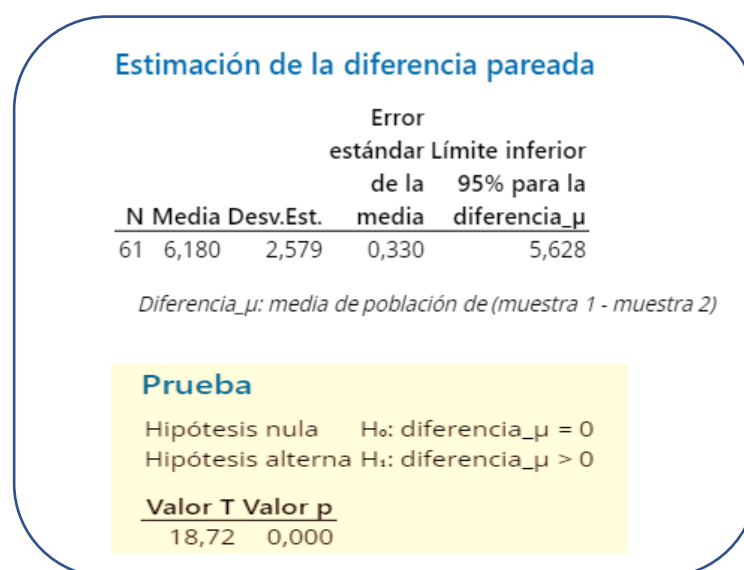 Estimación de la diferencia pareada
Error
estándar Límite inferior
de la 95% para la
N Media Desv.Est. media diferencia_µ
61 6,180 2,579 0,330 5,628
Diferencia_µ: media de población de (muestra 1 - muestra 2)
Prueba
Hipótesis nula H₀: diferencia_µ = 0
Hipótesis alterna H₁: diferencia_µ > 0
Valor T Valor p
18,72 0,000